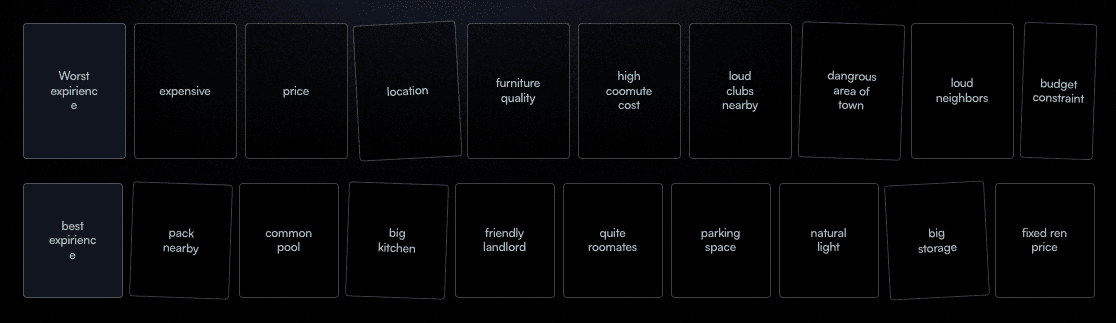 Worst
expirienc
e
expensive
price
location
furniture
quality
high
coomute
cost
loud
clubs
nearby
dangrous
area of
town
loud
neighbors
budget
constraint
best
expirienc
e
pack
nearby
common
pool
big
kitchen
friendly
landlord
quite
roomates
parking
space
natural
light
big
storage
fixed ren
price